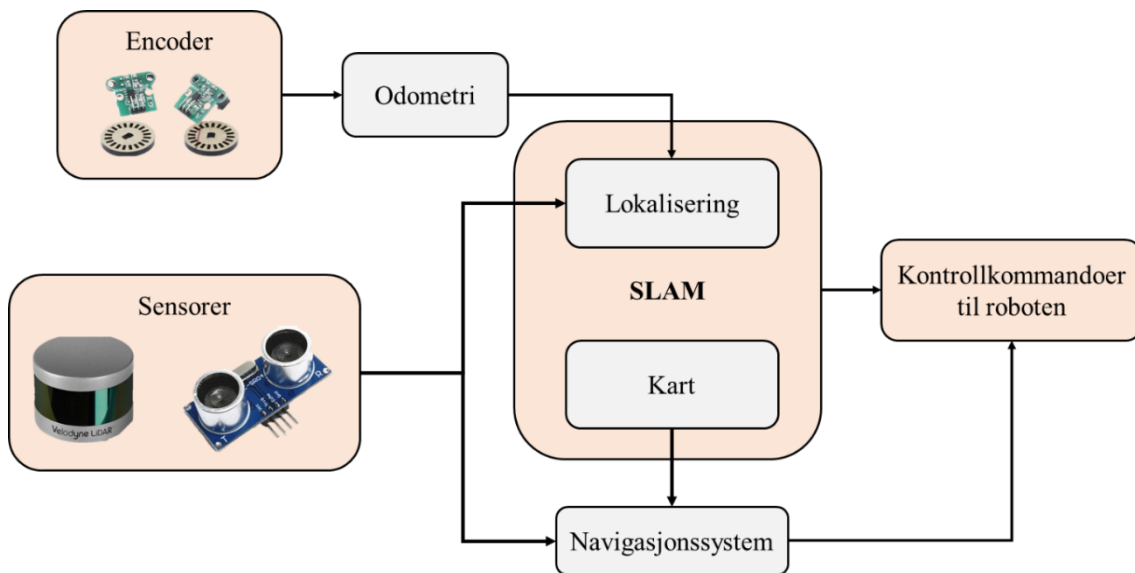 Encoder
Odometri
Lokalisering
SLAM
Kart
Sensorer
Velodyne LiDAR
T
R
Kontrollkommandoer
til roboten
Navigasjonssystem